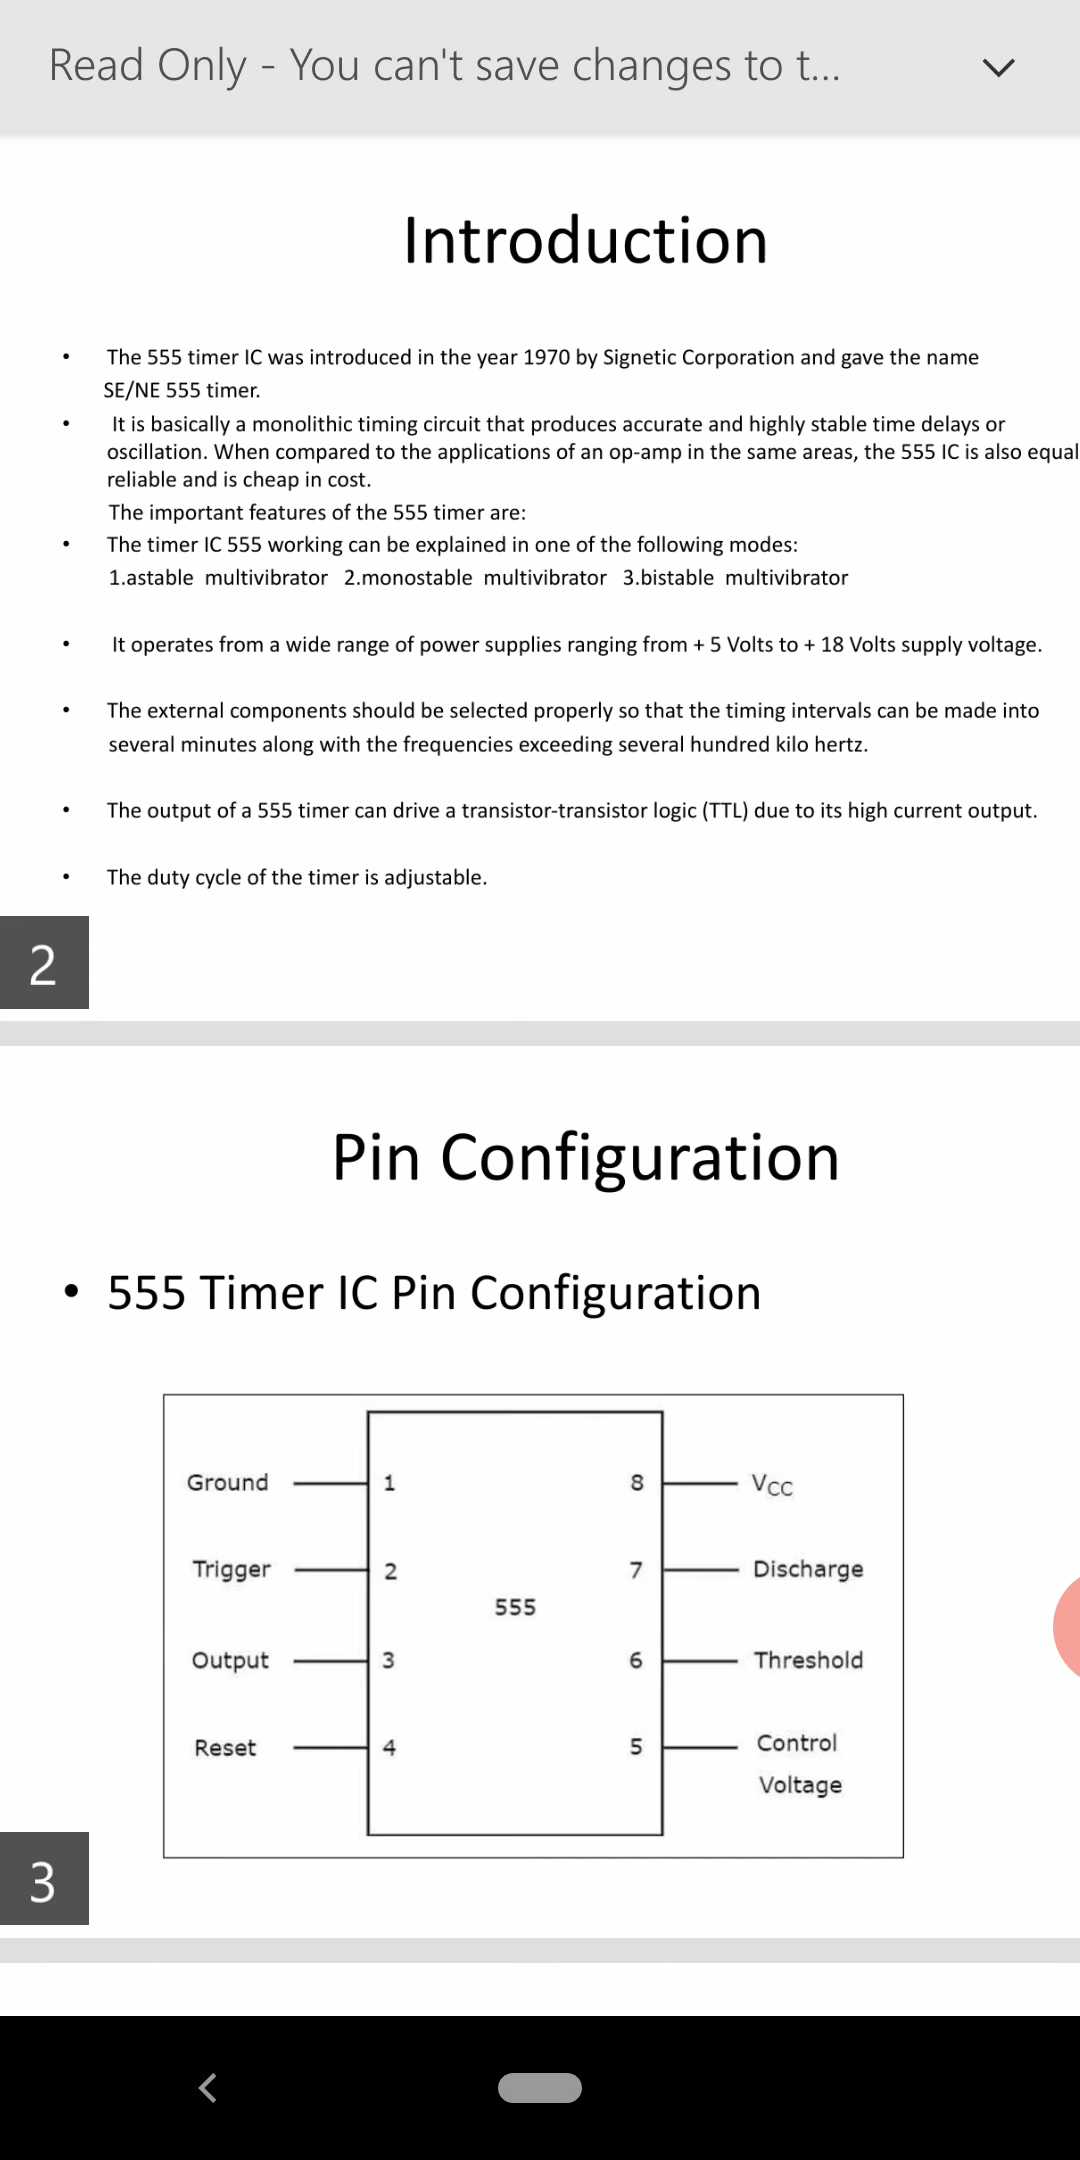 Read Only - You can't save changes to t...
Introduction
• The 555 timer IC was introduced in the year 1970 by Signetic Corporation and gave the name
SE/NE 555 timer.
• It is basically a monolithic timing circuit that produces accurate and highly stable time delays or
oscillation. When compared to the applications of an op-amp in the same areas, the 555 IC is also equal
reliable and is cheap in cost.
The important features of the 555 timer are:
• The timer IC 555 working can be explained in one of the following modes:
1.astable multivibrator 2.monostable multivibrator 3.bistable multivibrator
• It operates from a wide range of power supplies ranging from + 5 Volts to + 18 Volts supply voltage.
• The external components should be selected properly so that the timing intervals can be made into
several minutes along with the frequencies exceeding several hundred kilo hertz.
• The output of a 555 timer can drive a transistor-transistor logic (TTL) due to its high current output.
• The duty cycle of the timer is adjustable.
2
Pin Configuration
• 555 Timer IC Pin Configuration
Ground 1 8 VCC
Trigger 2 7 Discharge
555
Output 3 6 Threshold
Reset 4 5 Control
Voltage
3